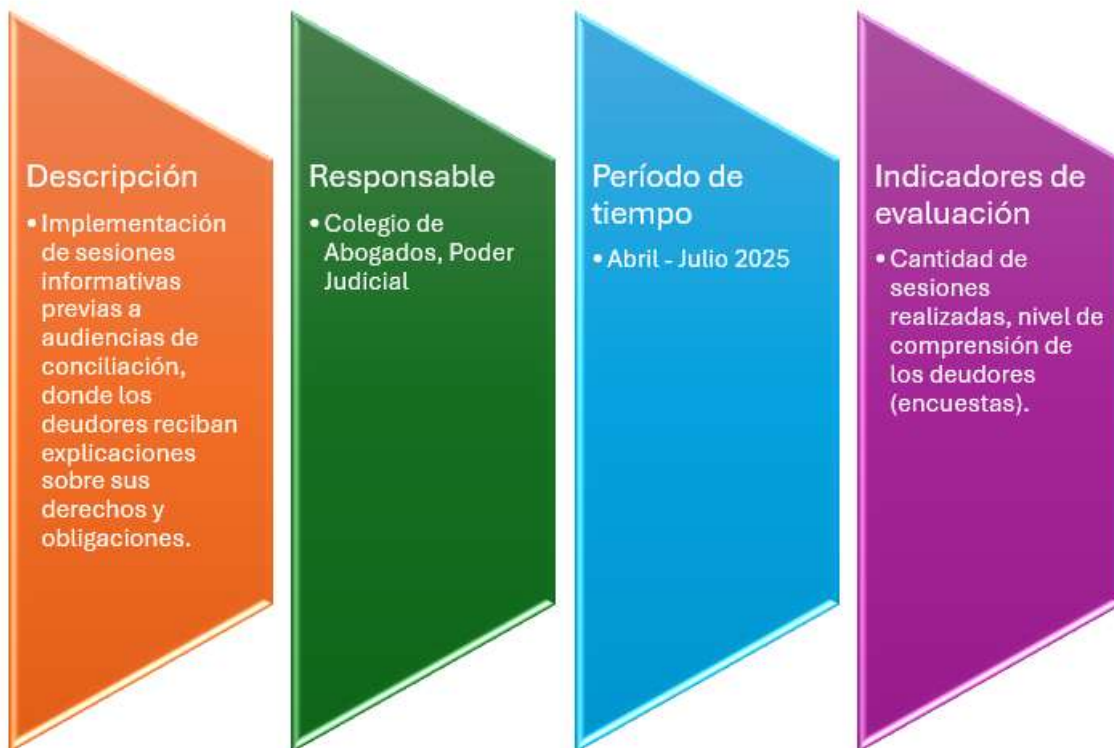 Descripción
• Implementación
de sesiones
informativas
previas a
audiencias de
conciliación,
donde los
deudores reciban
explicaciones
sobre sus
derechos y
obligaciones.
Responsable
• Colegio de
Abogados, Poder
Judicial
Período de
tiempo
• Abril - Julio 2025
Indicadores de
evaluación
• Cantidad de
sesiones
realizadas, nivel de
comprensión de
los deudores
(encuestas).